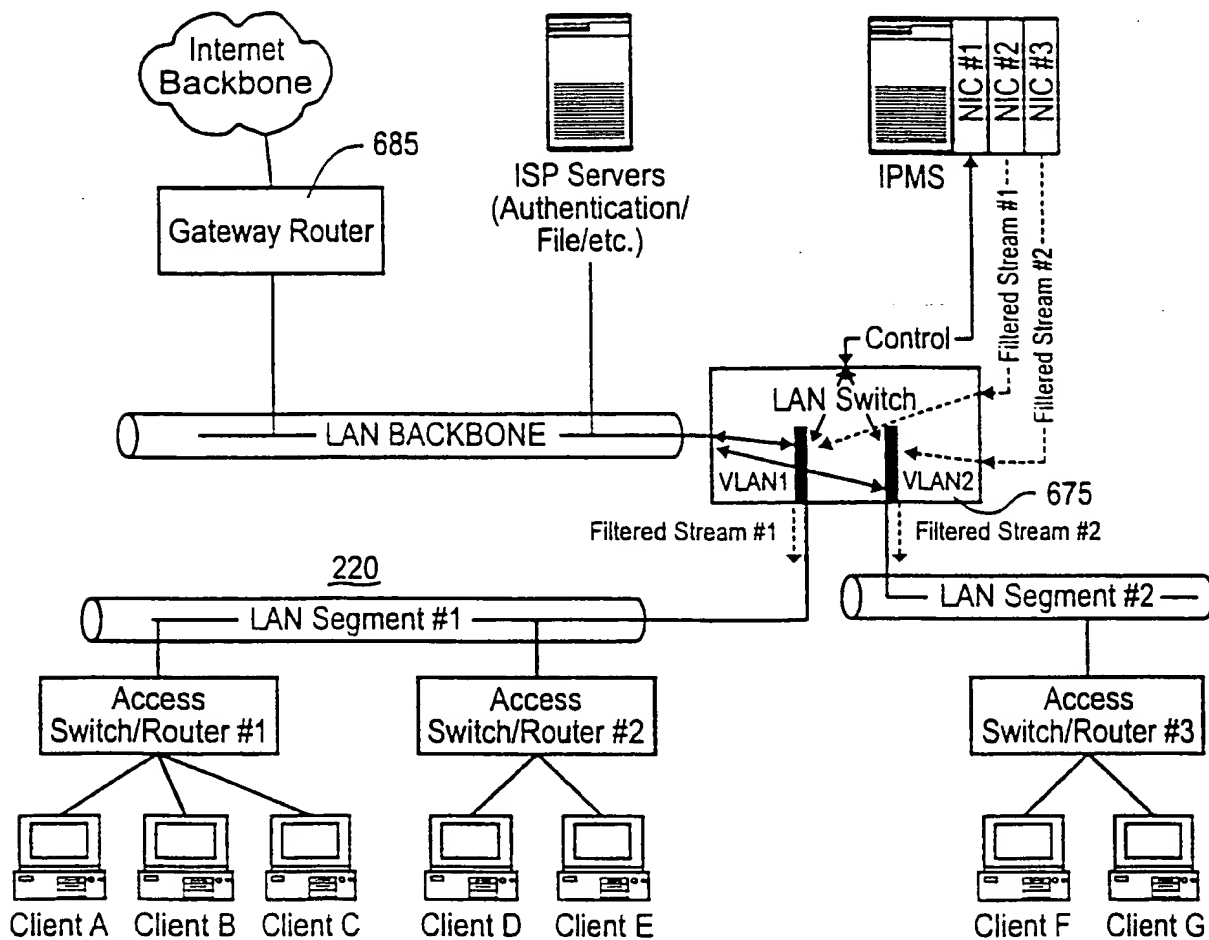 Internet
Backbone
685
Gateway Router
ISP Servers
(Authentication/
File/etc.)
IPMS
NIC #1
NIC #2
NIC #3
Filtered Stream #1
Filtered Stream #2
Control
LAN Switch
LAN BACKBONE
VLAN1
VLAN2
675
Filtered Stream #1
Filtered Stream #2
220
LAN Segment #1
LAN Segment #2
Access
Switch/Router #1
Access
Switch/Router #2
Access
Switch/Router #3
Client A
Client B
Client C
Client D
Client E
Client F
Client G